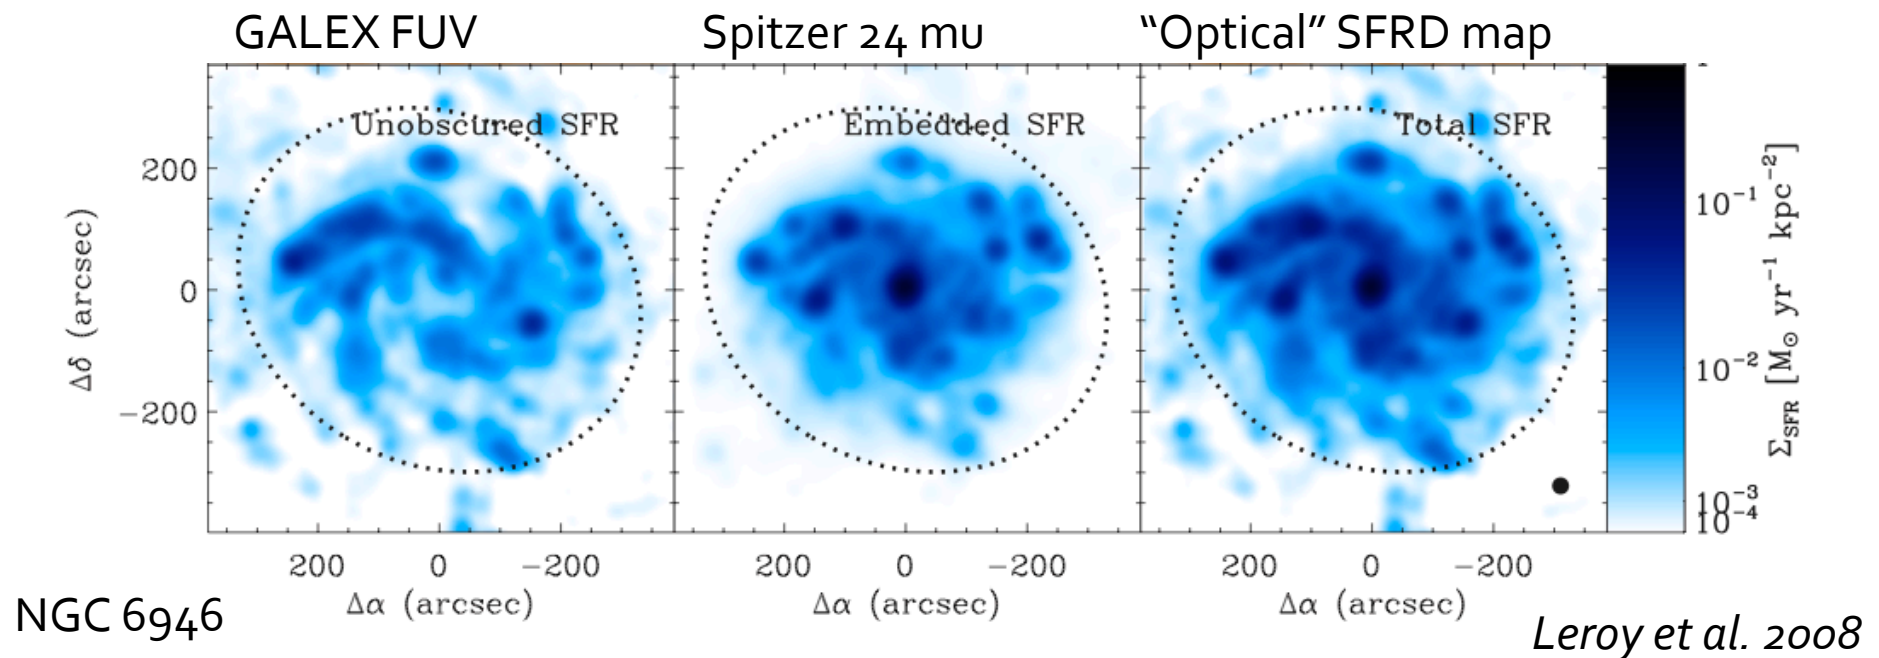 GALEX FUV
Spitzer 24 mu
“Optical” SFRD map
Unobscured SFR
Embedded SFR
Total SFR
200
0
−200
Δδ (arcsec)
200 0 −200
Δα (arcsec)
200 0 −200
Δα (arcsec)
200 0 −200
Δα (arcsec)
10⁻¹
10⁻²
10⁻³
10⁻⁴
Σ_SFR [M⊙ yr⁻¹ kpc⁻²]
NGC 6946
Leroy et al. 2008